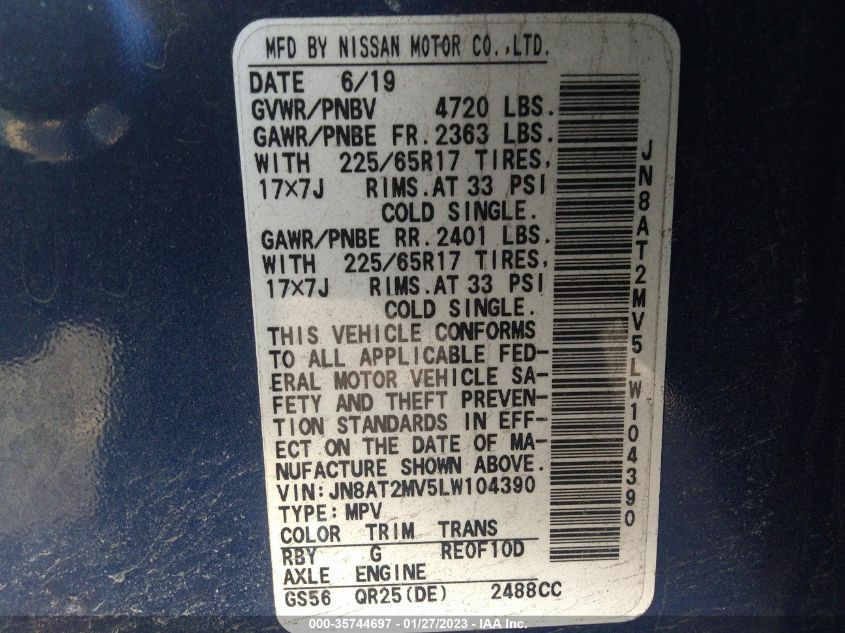 MFD BY NISSAN MOTOR CO.,LTD.
DATE 6/19
GVWR/PNBV 4720 LBS.
GAWR/PNBE FR. 2363 LBS.
WITH 225/65R17 TIRES,
17X7J RIMS.AT 33 PSI
COLD SINGLE.
GAWR/PNBE RR. 2401 LBS.
WITH 225/65R17 TIRES,
17X7J RIMS.AT 33 PSI
COLD SINGLE.
THIS VEHICLE CONFORMS
TO ALL APPLICABLE FED-
ERAL MOTOR VEHICLE SA-
FETY AND THEFT PREVEN-
TION STANDARDS IN EFF-
ECT ON THE DATE OF MA-
NUFACTURE SHOWN ABOVE.
VIN:JN8AT2MV5LW104390
TYPE:MPV
COLOR TRIM TRANS
RBY G RE0F10D
AXLE ENGINE
GS56 QR25(DE) 2488CC
JN8AT2MV5LW104390
000-35744697 - 01/27/2023 - © IAA Inc.